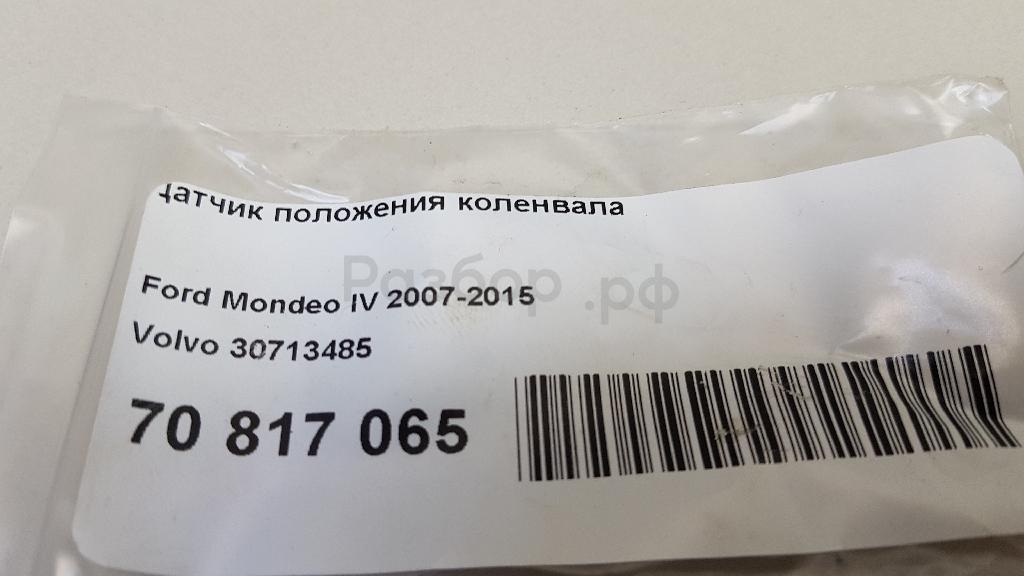 Датчик положения коленвала
Ford Mondeo IV 2007-2015
Volvo 30713485
70 817 065
Разбор.рф